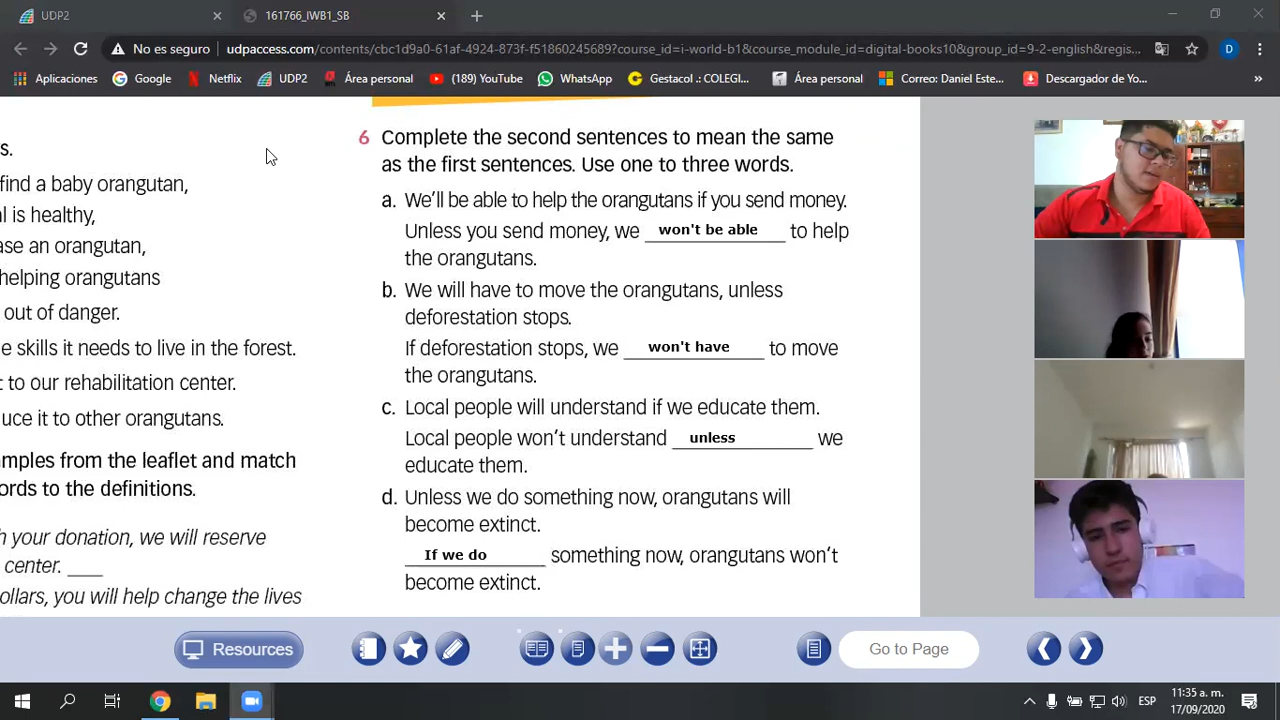 UDP2
161766_IWB1_SB
No es seguro
udpaccess.com/contents/cbc1d9a0-61af-4924-873f-f51860245689?course_id=i-world-b1&course_module_id=digital-books10&group_id=9-2-english&regis...
Aplicaciones Google Netflix UDP2 Área personal (189) YouTube WhatsApp Gestacol .: COLEGI... Área personal Correo: Daniel Este... Descargador de Yo... »
s.
find a baby orangutan,
al is healthy,
ase an orangutan,
helping orangutans
out of danger.
e skills it needs to live in the forest.
t to our rehabilitation center.
uce it to other orangutans.
amples from the leaflet and match
ords to the definitions.
h your donation, we will reserve
center. ____
ollars, you will help change the lives
6 Complete the second sentences to mean the same
as the first sentences. Use one to three words.
a. We'll be able to help the orangutans if you send money.
Unless you send money, we won't be able to help
the orangutans.
b. We will have to move the orangutans, unless
deforestation stops.
If deforestation stops, we won't have to move
the orangutans.
c. Local people will understand if we educate them.
Local people won't understand unless we
educate them.
d. Unless we do something now, orangutans will
become extinct.
If we do something now, orangutans won't
become extinct.
Resources
Go to Page
ESP
11:35 a. m.
17/09/2020